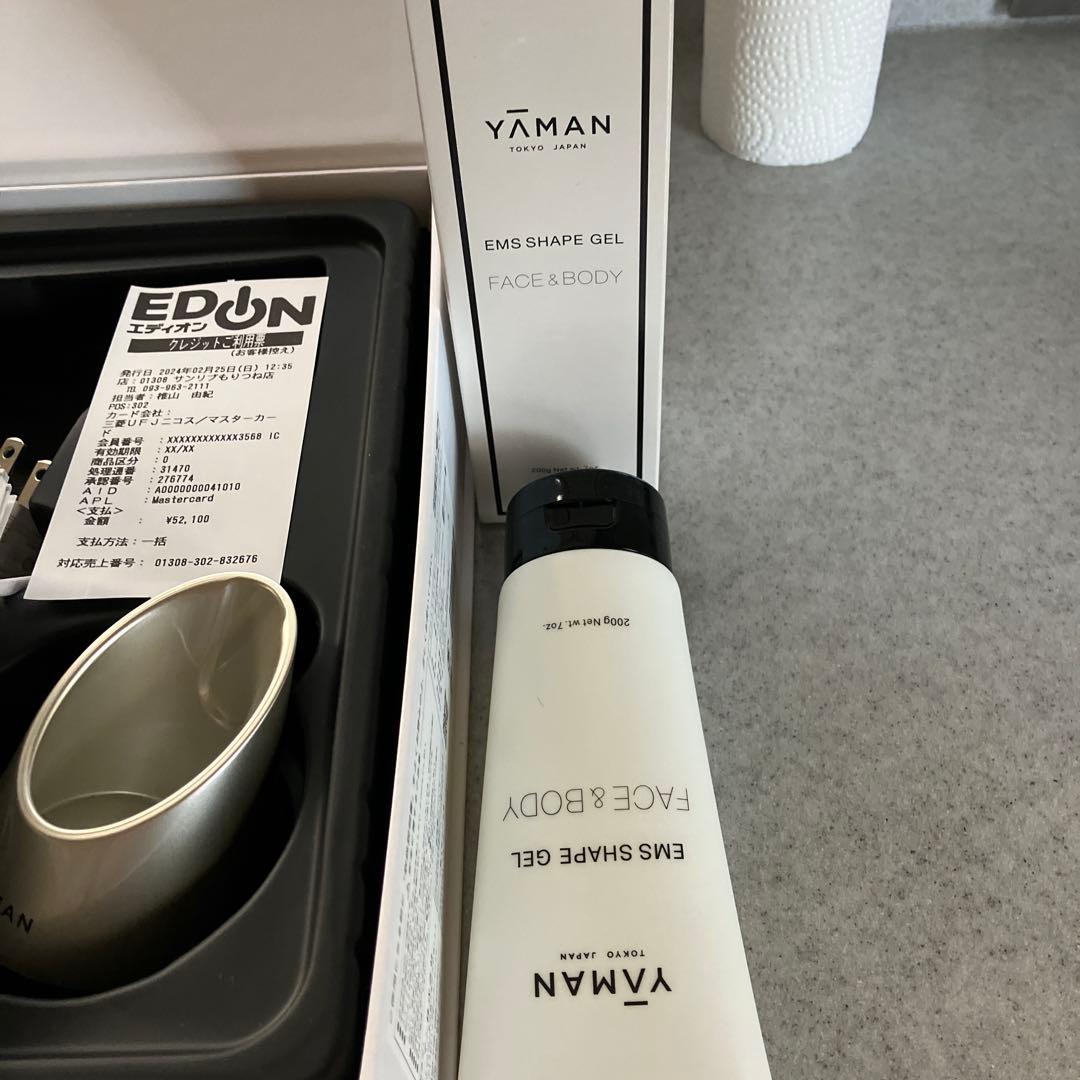 YAMAN
TOKYO JAPAN
EMS SHAPE GEL
FACE & BODY
EDION
エディオン
クレジットご利用票
(お客様控え)
発行日 2024年02月25日(日) 12:35
店:01308 サンリブもりつね店
℡ 093-963-2111
担当者:椎山 由紀
POS:302
カード会社:
三菱UFJニコス/マスターカー
ド
会員番号 :XXXXXXXXXXXX3568 IC
有効期限 :XX/XX
商品区分 :0
処理通番 :31470
承認番号 :276774
AID :A0000000041010
APL :Mastercard
<支払>
金額 : ¥52,100
支払方法:一括
対応売上番号: 01308-302-832676
200g Net wt. 7oz.
FACE & BODY
EMS SHAPE GEL
TOKYO JAPAN
YAMAN